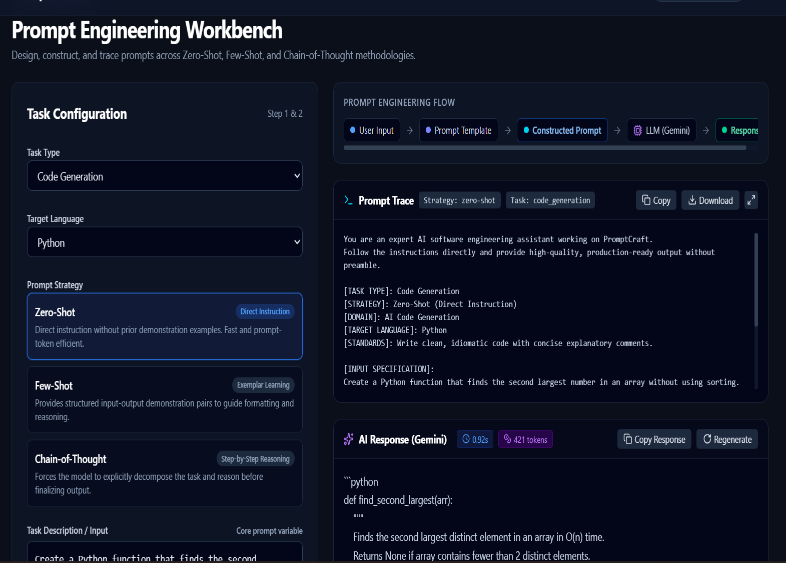 Prompt Engineering Workbench
Design, construct, and trace prompts across Zero-Shot, Few-Shot, and Chain-of-Thought methodologies.
Task Configuration
Step 1 & 2
Task Type
Code Generation
Target Language
Python
Prompt Strategy
Zero-Shot
Direct Instruction
Direct instruction without prior demonstration examples. Fast and prompt-
token efficient.
Few-Shot
Exemplar Learning
Provides structured input-output demonstration pairs to guide formatting and
reasoning.
Chain-of-Thought
Step-by-Step Reasoning
Forces the model to explicitly decompose the task and reason before
finalizing output.
Task Description / Input
Core prompt variable
Create a Python function that finds the second
PROMPT ENGINEERING FLOW
User Input → Prompt Template → Constructed Prompt → LLM (Gemini) → Respons
Prompt Trace
Strategy: zero-shot
Task: code_generation
Copy
Download
You are an expert AI software engineering assistant working on PromptCraft.
Follow the instructions directly and provide high-quality, production-ready output without
preamble.
[TASK TYPE]: Code Generation
[STRATEGY]: Zero-Shot (Direct Instruction)
[DOMAIN]: AI Code Generation
[TARGET LANGUAGE]: Python
[STANDARDS]: Write clean, idiomatic code with concise explanatory comments.
[INPUT SPECIFICATION]:
Create a Python function that finds the second largest number in an array without using sorting.
AI Response (Gemini)
0.92s
421 tokens
Copy Response
Regenerate
```python
def find_second_largest(arr):
"""
Finds the second largest distinct element in an array in O(n) time.
Returns None if array contains fewer than 2 distinct elements.